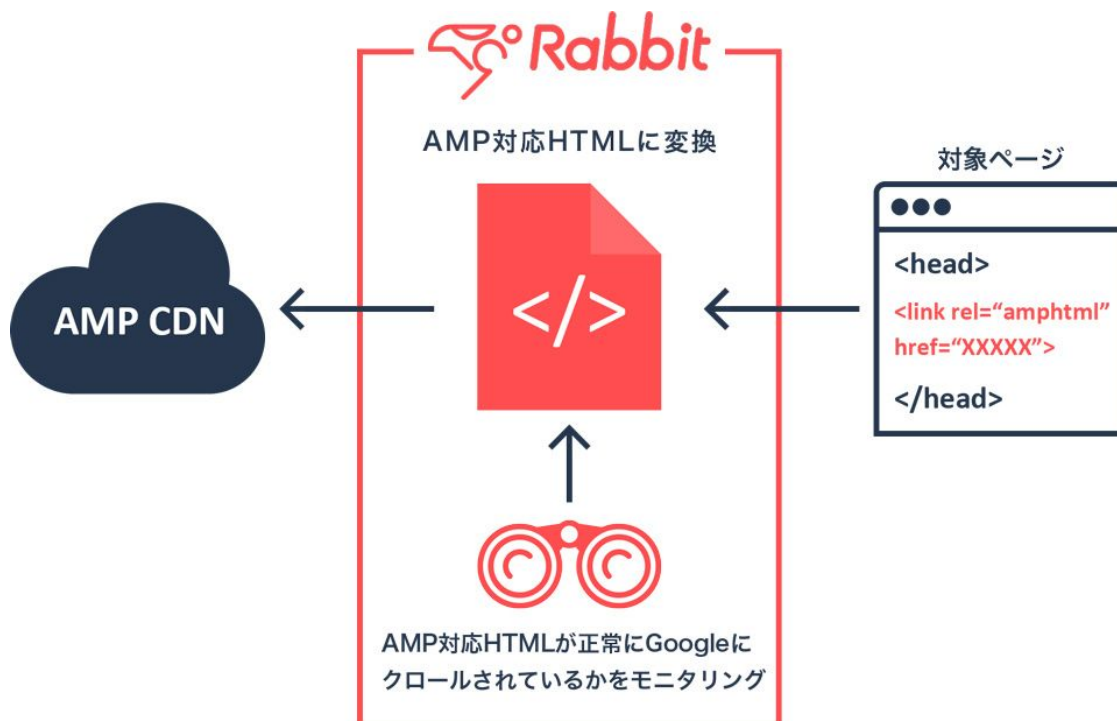 Rabbit
AMP対応HTMLに変換
対象ページ
<head>
<link rel=“amphtml”
href=“XXXXX”>
</head>
</>
AMP CDN
AMP対応HTMLが正常にGoogleに
クロールされているかをモニタリング